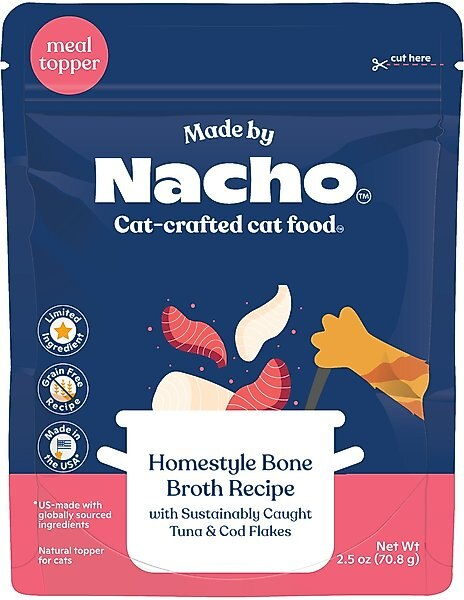 meal
topper
cut here
Made by
Nacho™
Cat-crafted cat food™
Limited
Ingredient
Grain Free
Recipe
Made in
the USA*
Homestyle Bone
Broth Recipe
with Sustainably Caught
Tuna & Cod Flakes
*US-made with
globally sourced
ingredients
Natural topper
for cats
Net Wt
2.5 oz (70.8 g)